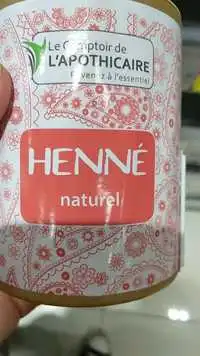 Le Comptoir de
L'APOTHICAIRE
Revenez à l'essentiel
HENNÉ
naturel